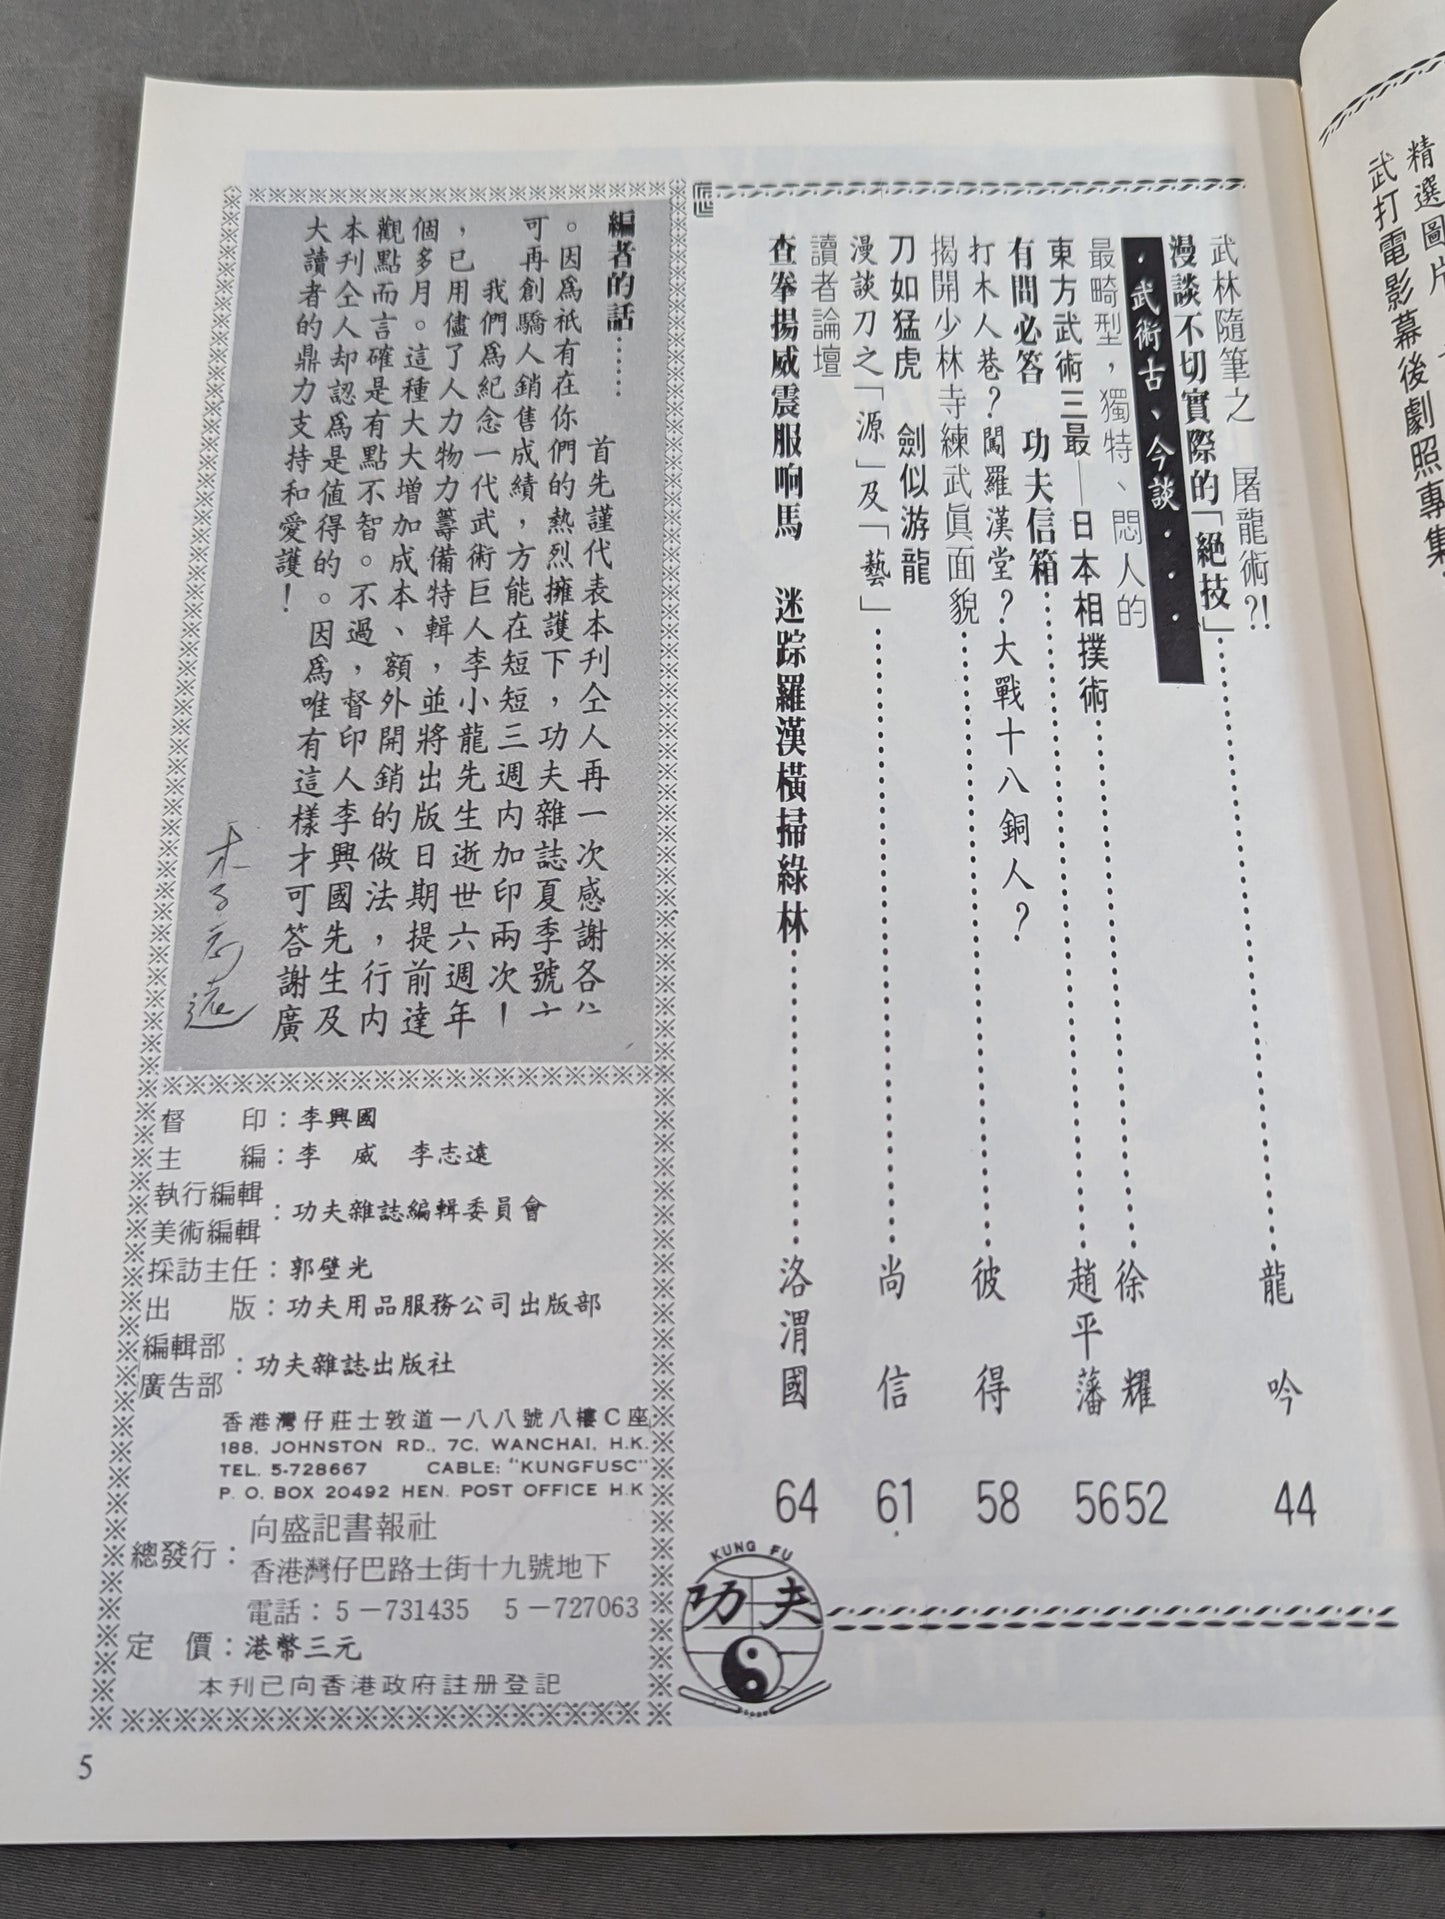 精選圖片
武打電影幕後劇照專集
武林隨筆之　屠龍術?!
漫談不切實際的「絕技」…………龍　吟　44
·武術古、今談···
最畸型，獨特、悶人的
東方武術三最—日本相撲術…………徐　耀　52
有問必答　功夫信箱…………趙平藩　56
打木人巷？闖羅漢堂？大戰十八銅人？
揭開少林寺練武眞面貌…………彼　得　58
刀如猛虎　劍似游龍
漫談刀之「源」及「藝」…………尚　信　61
讀者論壇
查拳揚威震服响馬　迷踪羅漢橫掃綠林…………洛渭國　64
KUNG FU
功夫
編者的話……
首先謹代表本刊仝人再一次感謝各位
。因爲祇有在你們的熱烈擁護下，功夫雜誌夏季號才
可再創驕人銷售成績，方能在短短三週內加印兩次！
我們爲紀念一代武術巨人李小龍先生逝世六週年
，已用儘了人力物力籌備特輯，並將出版日期提前達
個多月。這種大大增加成本、額外開銷的做法，行內
觀點而言確是有點不智。不過，督印人李興國先生及
本刊仝人却認爲是值得的。因爲唯有這樣才可答謝廣
大讀者的鼎力支持和愛護！
李志遠
督　印：李興國
主　編：李　威　李志遠
執行編輯
美術編輯：功夫雜誌編輯委員會
採訪主任：郭壁光
出　版：功夫用品服務公司出版部
編輯部
廣告部：功夫雜誌出版社
香港灣仔莊士敦道一八八號八樓C座
188, JOHNSTON RD., 7C, WANCHAI, H.K.
TEL. 5-728667　CABLE: "KUNGFUSC"
P. O. BOX 20492 HEN. POST OFFICE H.K
總發行：向盛記書報社
香港灣仔巴路士街十九號地下
電話：5－731435　5－727063
定　價：港幣三元
本刊已向香港政府註册登記
5